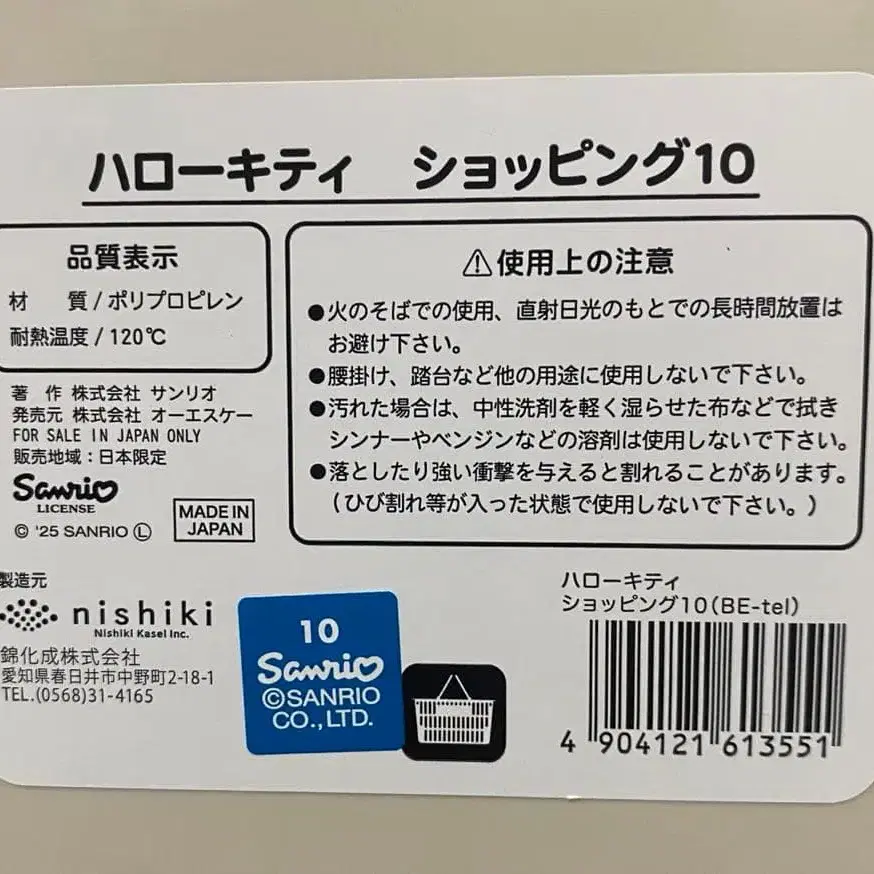 ハローキティ　ショッピング10
品質表示
材　質/ポリプロピレン
耐熱温度/120℃
著　作 株式会社 サンリオ
発売元 株式会社 オーエスケー
FOR SALE IN JAPAN ONLY
販売地域：日本限定
Sanrio
LICENSE
© '25 SANRIO Ⓛ
MADE IN
JAPAN
⚠使用上の注意
●火のそばでの使用、直射日光のもとでの長時間放置は
お避け下さい。
●腰掛け、踏台など他の用途に使用しないで下さい。
●汚れた場合は、中性洗剤を軽く湿らせた布などで拭き
シンナーやベンジンなどの溶剤は使用しないで下さい。
●落としたり強い衝撃を与えると割れることがあります。
（ひび割れ等が入った状態で使用しないで下さい。）
製造元
nishiki
Nishiki Kasei Inc.
錦化成株式会社
愛知県春日井市中野町2-18-1
TEL.(0568)31-4165
10
Sanrio
©SANRIO
CO.,LTD.
ハローキティ
ショッピング10(BE-tel)
4 904121 613551